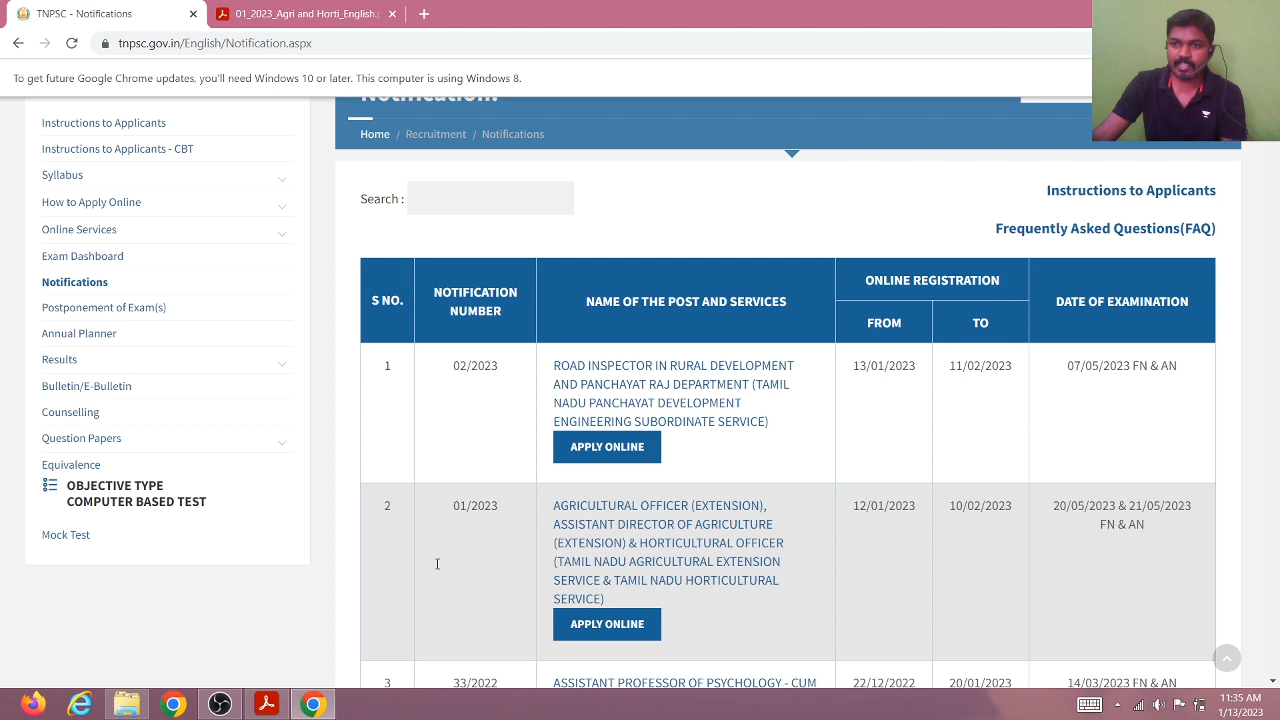 TNPSC - Notifications
01_2023_Agri and Horti_English.p
tnpsc.gov.in/English/Notification.aspx
To get future Google Chrome updates, you'll need Windows 10 or later. This computer is using Windows 8.
Home / Recruitment / Notifications
Instructions to Applicants
Instructions to Applicants - CBT
Syllabus
How to Apply Online
Online Services
Exam Dashboard
Notifications
Postponement of Exam(s)
Annual Planner
Results
Bulletin/E-Bulletin
Counselling
Question Papers
Equivalence
OBJECTIVE TYPE
COMPUTER BASED TEST
Mock Test
Search :
Instructions to Applicants
Frequently Asked Questions(FAQ)
S NO.
NOTIFICATION
NUMBER
NAME OF THE POST AND SERVICES
ONLINE REGISTRATION
FROM
TO
DATE OF EXAMINATION
1
02/2023
ROAD INSPECTOR IN RURAL DEVELOPMENT
AND PANCHAYAT RAJ DEPARTMENT (TAMIL
NADU PANCHAYAT DEVELOPMENT
ENGINEERING SUBORDINATE SERVICE)
APPLY ONLINE
13/01/2023
11/02/2023
07/05/2023 FN & AN
2
01/2023
AGRICULTURAL OFFICER (EXTENSION),
ASSISTANT DIRECTOR OF AGRICULTURE
(EXTENSION) & HORTICULTURAL OFFICER
(TAMIL NADU AGRICULTURAL EXTENSION
SERVICE & TAMIL NADU HORTICULTURAL
SERVICE)
APPLY ONLINE
12/01/2023
10/02/2023
20/05/2023 & 21/05/2023
FN & AN
3
33/2022
ASSISTANT PROFESSOR OF PSYCHOLOGY - CUM
22/12/2022
20/01/2023
14/03/2023 FN & AN
11:35 AM
1/13/2023